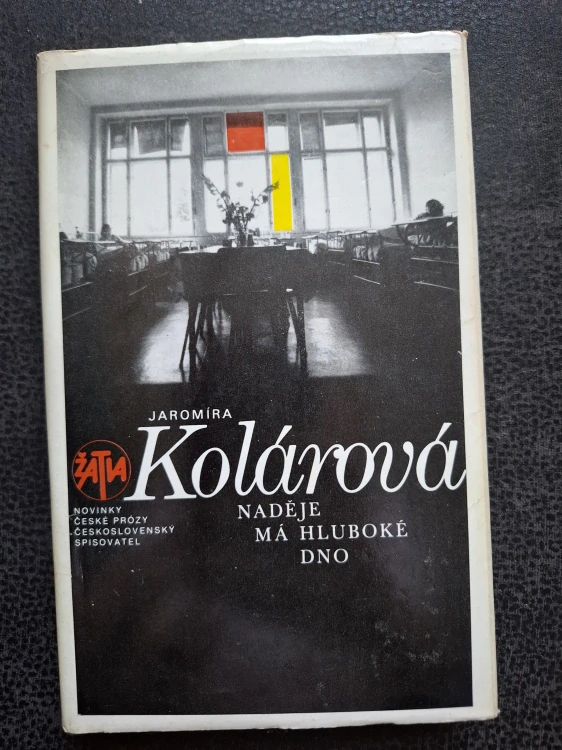 JAROMÍRA
Kolárová
ŽATVA
NOVINKY
ČESKÉ PRÓZY
ČESKOSLOVENSKÝ
SPISOVATEL
NADĚJE
MÁ HLUBOKÉ
DNO